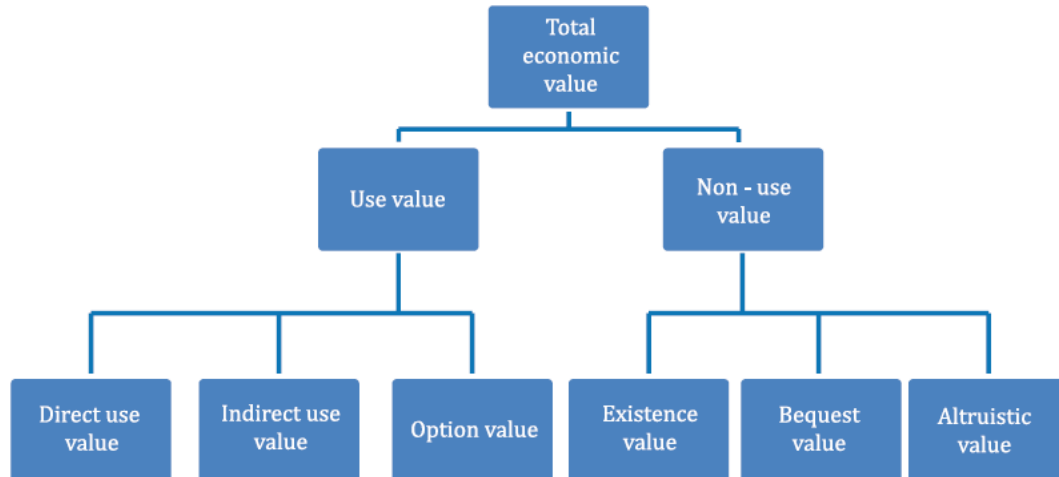 Total
economic
value
Use value
Non - use
value
Direct use
value
Indirect use
value
Option value
Existence
value
Bequest
value
Altruistic
value